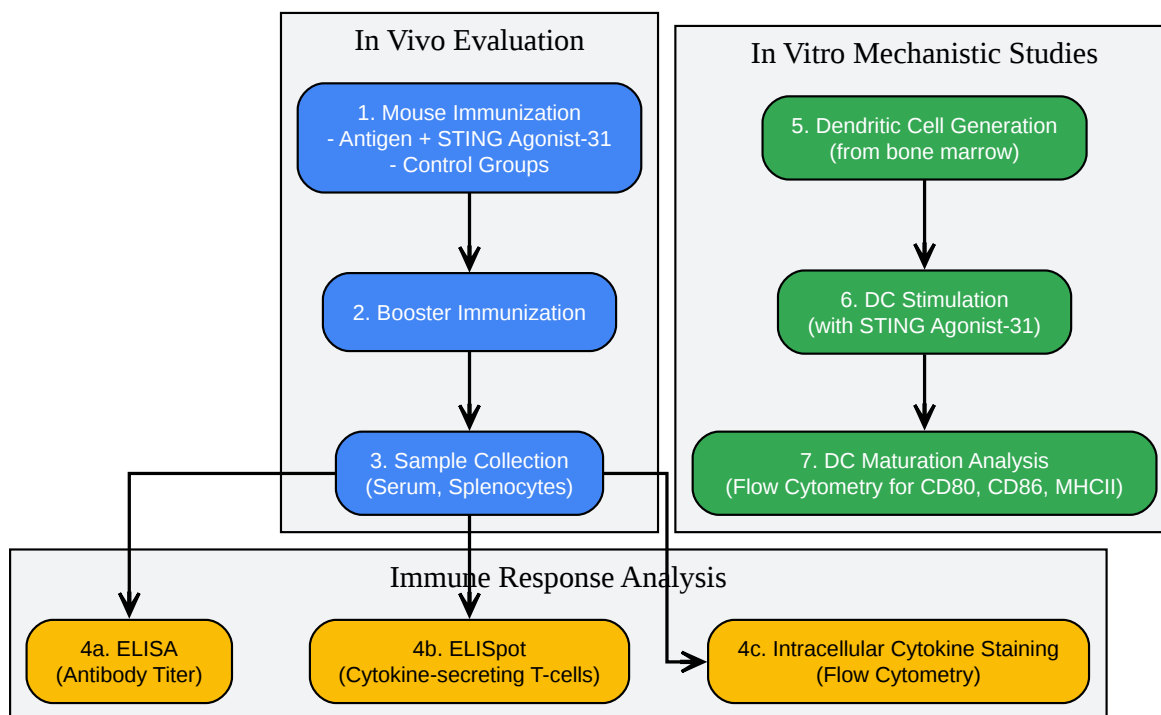 In Vivo Evaluation
1. Mouse Immunization
- Antigen + STING Agonist-31
- Control Groups
2. Booster Immunization
3. Sample Collection
(Serum, Splenocytes)
In Vitro Mechanistic Studies
5. Dendritic Cell Generation
(from bone marrow)
6. DC Stimulation
(with STING Agonist-31)
7. DC Maturation Analysis
(Flow Cytometry for CD80, CD86, MHCII)
Immune Response Analysis
4a. ELISA
(Antibody Titer)
4b. ELISpot
(Cytokine-secreting T-cells)
4c. Intracellular Cytokine Staining
(Flow Cytometry)